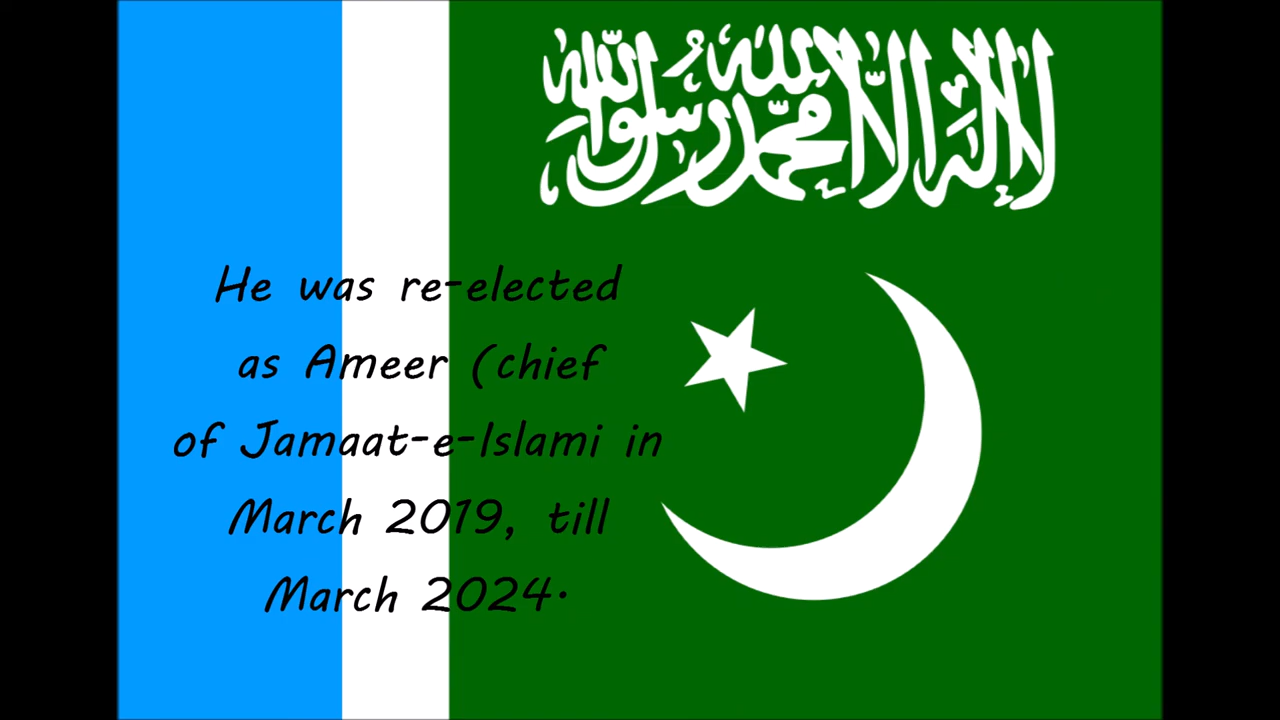 لا إله إلا الله محمد رسول الله
He was re-elected
as Ameer (chief
of Jamaat-e-Islami in
March 2019, till
March 2024.